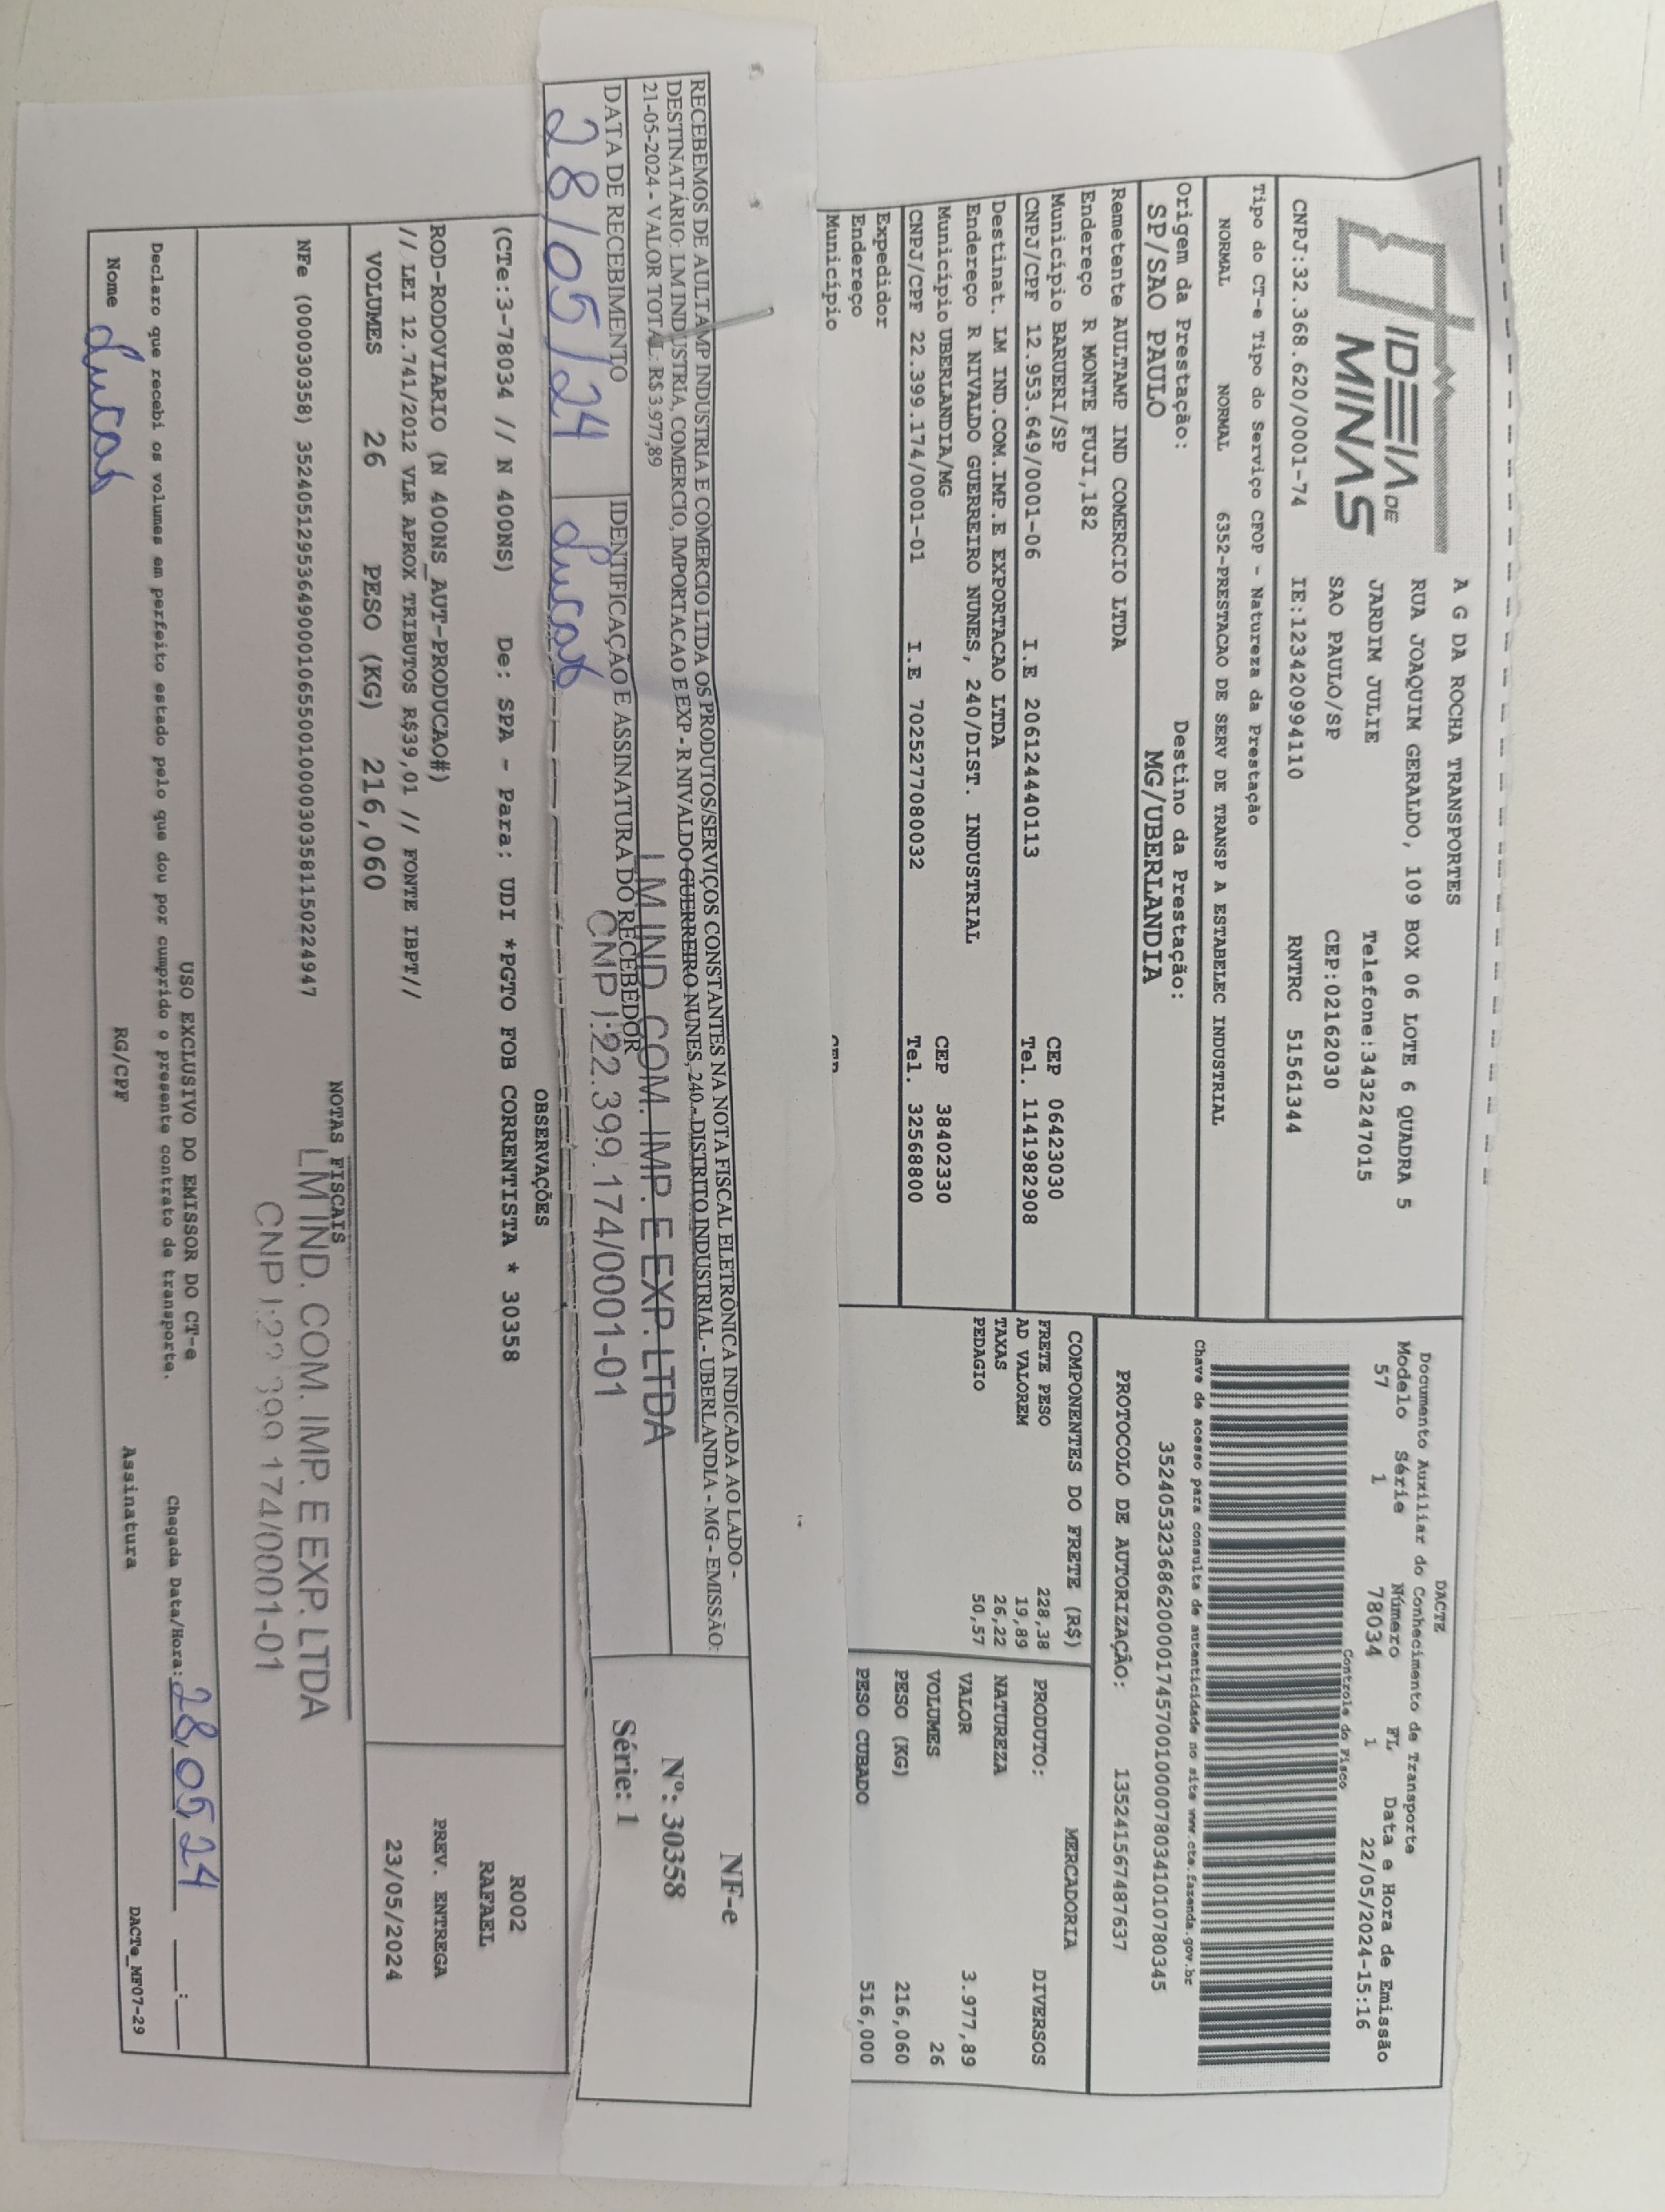 IDEIA DE
MINAS
A G DA ROCHA TRANSPORTES
RUA JOAQUIM GERALDO, 109 BOX 06 LOTE 6 QUADRA 5
JARDIM JULIE Telefone:3432247015
SAO PAULO/SP CEP:02162030
CNPJ:32.368.620/0001-74 IE:123420994110 RNTRC 51561344
Tipo do CT-e Tipo do Serviço CFOP - Natureza da Prestação
NORMAL NORMAL 6352-PRESTACAO DE SERV DE TRANSP A ESTABELEC INDUSTRIAL
Origem da Prestação: Destino da Prestação:
SP/SAO PAULO MG/UBERLANDIA
Remetente AULTAMP IND COMERCIO LTDA
Endereço R MONTE FUJI,182
Município BARUERI/SP CEP 06423030
CNPJ/CPF 12.953.649/0001-06 I.E 206124440113 Tel. 1141982908
Destinat. LM IND.COM.IMP.E EXPORTACAO LTDA
Endereço R NIVALDO GUERREIRO NUNES, 240/DIST. INDUSTRIAL
Município UBERLANDIA/MG CEP 38402330
CNPJ/CPF 22.399.174/0001-01 I.E 7025277080032 Tel. 32568800
Expedidor
Endereço
Município
DACTE
Documento Auxiliar do Conhecimento de Transporte
Modelo Série Número FL Data e Hora de Emissão
57 1 78034 1 22/05/2024-15:16
Controle do Fisco
Chave de acesso para consulta de autenticidade no site www.cte.fazenda.gov.br
35240532368620000174570010000780341010780345
PROTOCOLO DE AUTORIZAÇÃO: 135241567487637
COMPONENTES DO FRETE (R$)
FRETE PESO 228,38
AD VALOREM 19,89
TAXAS 26,22
PEDAGIO 50,57
MERCADORIA
PRODUTO: DIVERSOS
NATUREZA
VALOR 3.977,89
VOLUMES 26
PESO (KG) 216,060
PESO CUBADO 516,000
RECEBEMOS DE AULTAMP INDUSTRIA E COMERCIO LTDA OS PRODUTOS/SERVIÇOS CONSTANTES NA NOTA FISCAL ELETRÔNICA INDICADA AO LADO -
DESTINATÁRIO: LM INDUSTRIA, COMERCIO, IMPORTACAO E EXP - R NIVALDO GUERREIRO NUNES, 240 - DISTRITO INDUSTRIAL - UBERLANDIA - MG - EMISSÃO:
21-05-2024 - VALOR TOTAL: R$ 3.977,89
DATA DE RECEBIMENTO IDENTIFICAÇÃO E ASSINATURA DO RECEBEDOR
28/05/24 Lucas
LM IND. COM. IMP. E EXP. LTDA
CNPJ:22.399.174/0001-01
NF-e
Nº: 30358
Série: 1
OBSERVAÇÕES
(CTe:3-78034 // N 400NS) De: SPA - Para: UDI *PGTO FOB CORRENTISTA * 30358
ROD-RODOVIARIO (N 400NS_AUT-PRODUCAO#)
// LEI 12.741/2012 VLR APROX TRIBUTOS R$39,01 // FONTE IBPT//
R002
RAFAEL
VOLUMES 26 PESO (KG) 216,060
PREV. ENTREGA
23/05/2024
NOTAS FISCAIS
NFe (000030358) 35240512953649000106550010000303581150224947
LM IND. COM. IMP. E EXP. LTDA
CNPJ:22.399.174/0001-01
USO EXCLUSIVO DO EMISSOR DO CT-e
Declaro que recebi os volumes em perfeito estado pelo que dou por cumprido o presente contrato de transporte. Chegada Data/Hora: 28/05/24 __:__
Nome Lucas RG/CPF Assinatura
DACTe_MF07-29